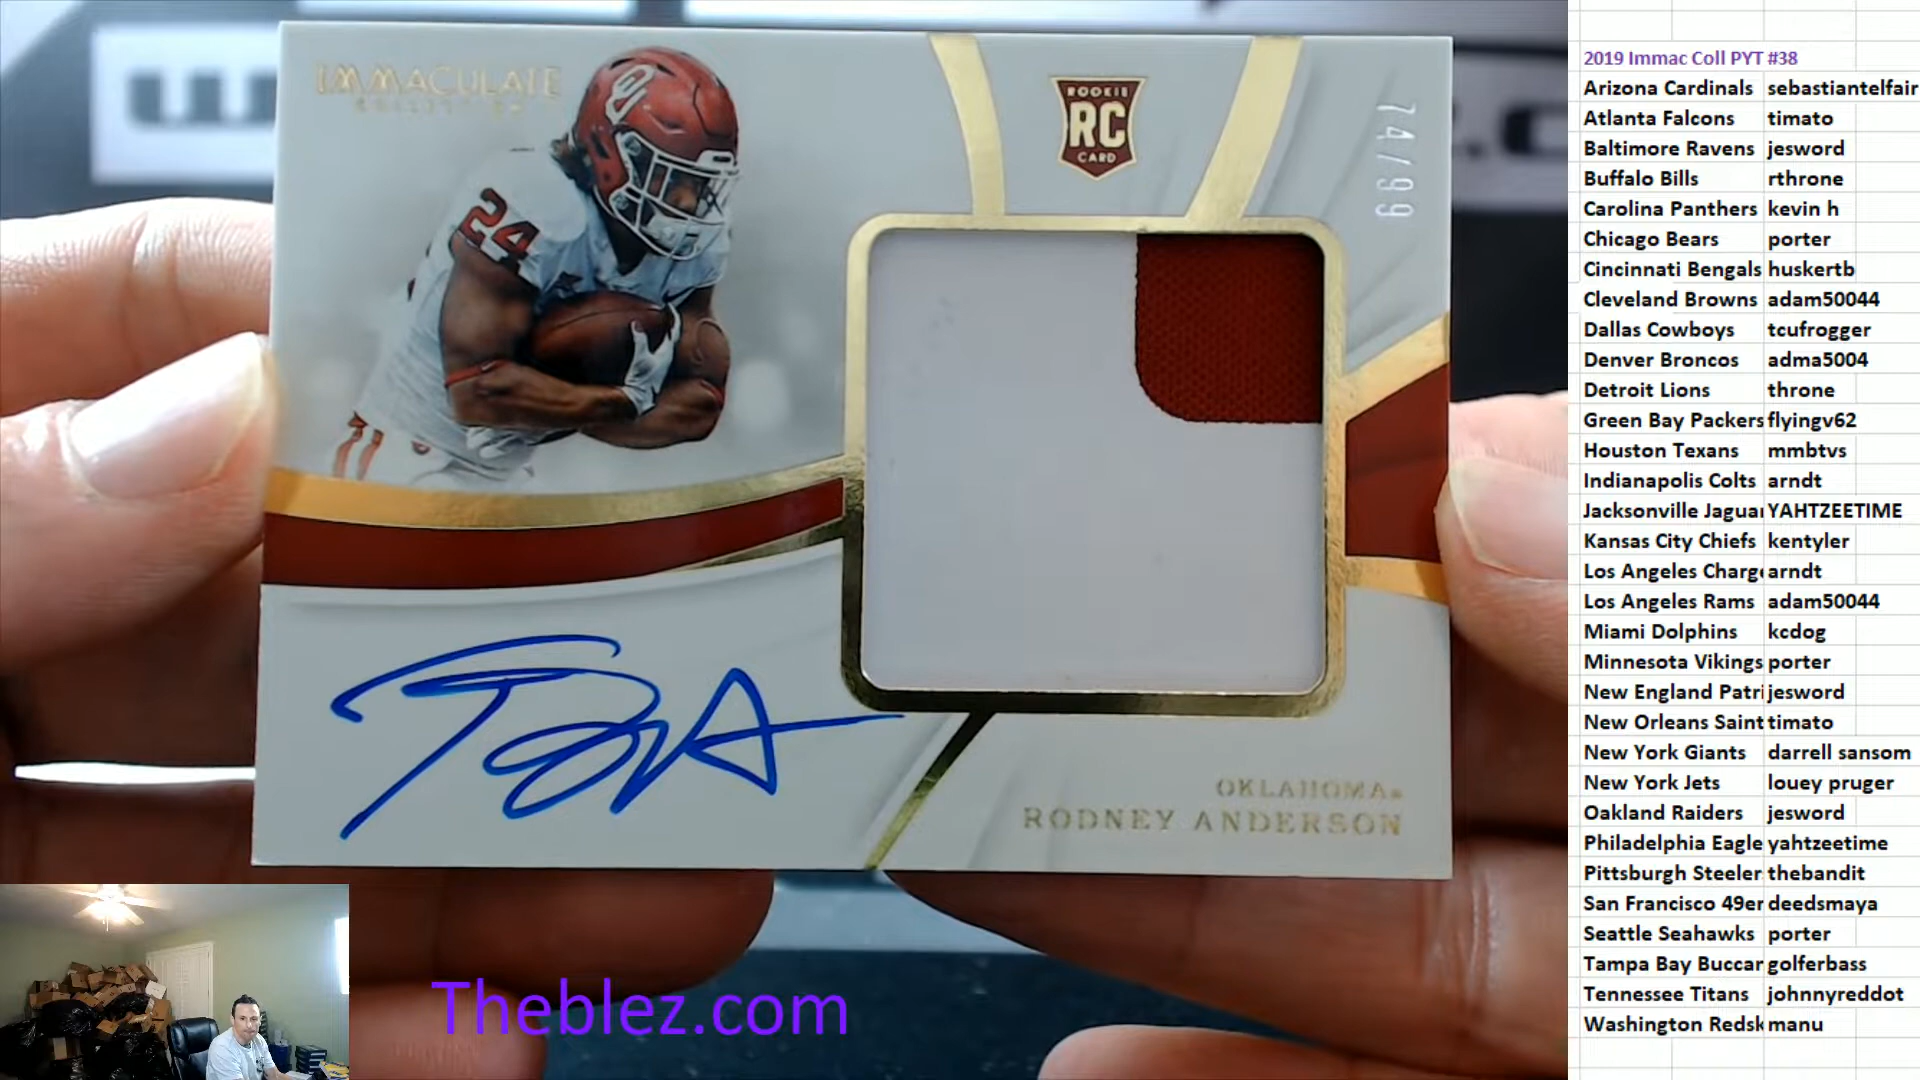 IMMACULATE
COLLECTION
24
ROOKIE
RC
CARD
74/99
OKLAHOMA
RODNEY ANDERSON
Theblez.com
2019 Immac Coll PYT #38
Arizona Cardinals sebastiantelfair
Atlanta Falcons timato
Baltimore Ravens jesword
Buffalo Bills rthrone
Carolina Panthers kevin h
Chicago Bears porter
Cincinnati Bengals huskertb
Cleveland Browns adam50044
Dallas Cowboys tcufrogger
Denver Broncos adma5004
Detroit Lions throne
Green Bay Packers flyingv62
Houston Texans mmbtvs
Indianapolis Colts arndt
Jacksonville Jaguar YAHTZEETIME
Kansas City Chiefs kentyler
Los Angeles Charge arndt
Los Angeles Rams adam50044
Miami Dolphins kcdog
Minnesota Vikings porter
New England Patri jesword
New Orleans Saint timato
New York Giants darrell sansom
New York Jets louey pruger
Oakland Raiders jesword
Philadelphia Eagle yahtzeetime
Pittsburgh Steeler thebandit
San Francisco 49er deedsmaya
Seattle Seahawks porter
Tampa Bay Buccar golferbass
Tennessee Titans johnnyreddot
Washington Redsk manu